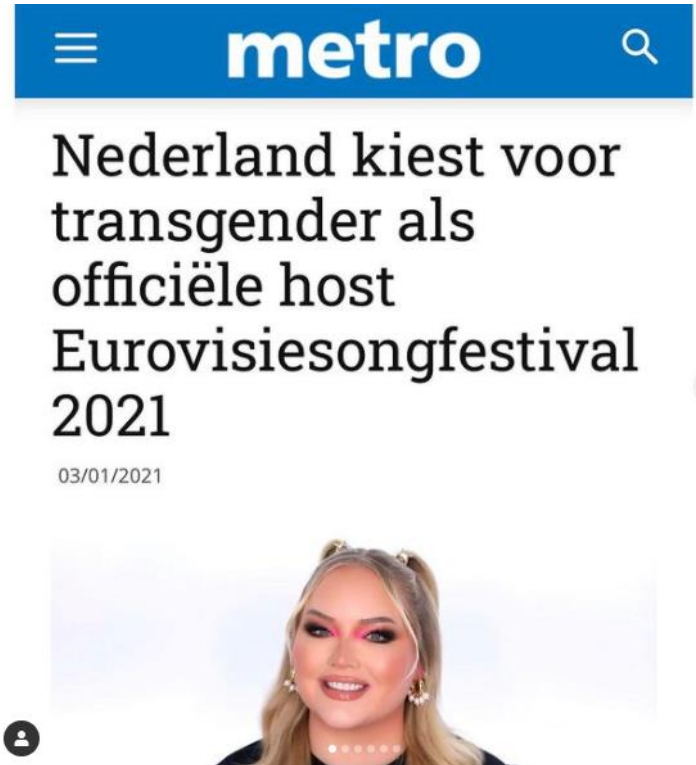 metro
Nederland kiest voor
transgender als
officiële host
Eurovisiesongfestival
2021
03/01/2021